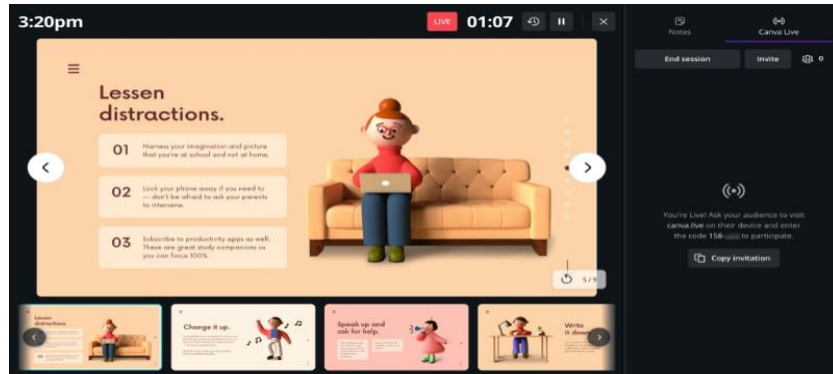 3:20pm
LIVE 01:07
Notes
Canva Live
End session
Invite
0
Lessen
distractions.
01
Harness your imagination and picture
that you're at school and not at home.
02
Lock your phone away if you need to
— don't be afraid to ask your parents
to intervene.
03
Subscribe to productivity apps as well.
These are great study companions so
you can focus 100%.
5/9
You're Live! Ask your audience to visit
canva.live on their device and enter
the code 158- to participate.
Copy invitation
Lessen
distractions.
Change it up.
Speak up and
ask for help.
Write
it down